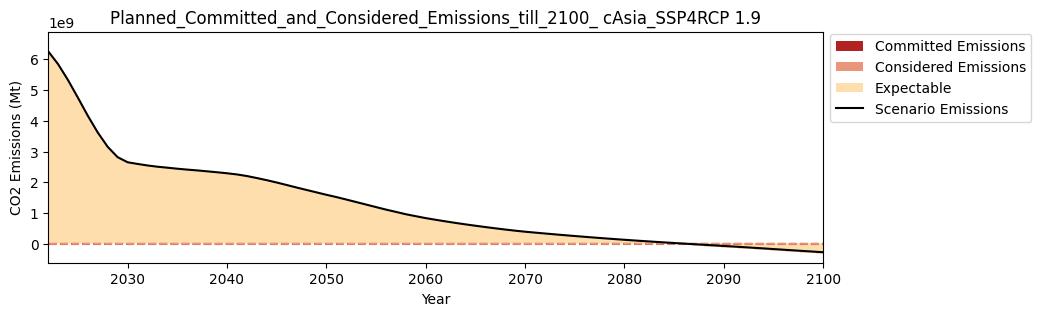 Planned_Committed_and_Considered_Emissions_till_2100_ cAsia_SSP4RCP 1.9
1e9
CO2 Emissions (Mt)
6
5
4
3
2
1
0
2030 2040 2050 2060 2070 2080 2090 2100
Year
Committed Emissions
Considered Emissions
Expectable
Scenario Emissions